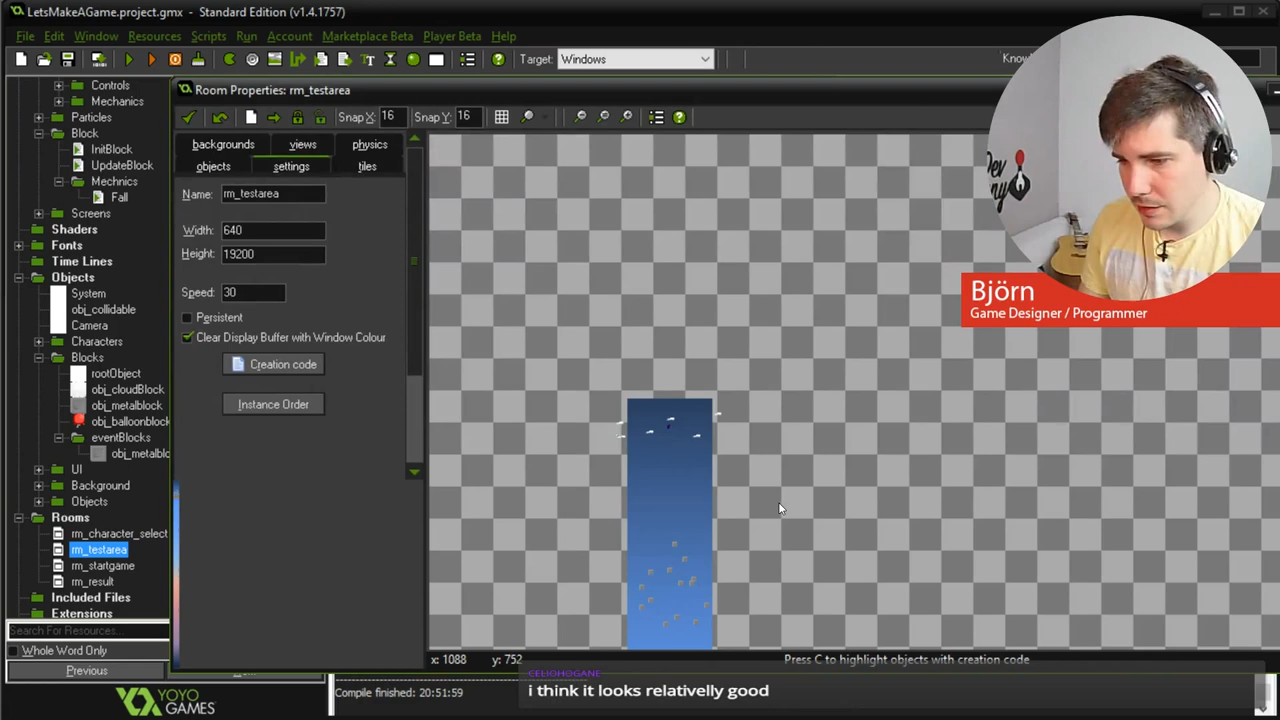 LetsMakeAGame.project.gmx - Standard Edition (v1.4.1757)
File Edit Window Resources Scripts Run Account Marketplace Beta Player Beta Help
Target: Windows
Room Properties: rm_testarea
Snap X: 16 Snap Y: 16
Controls
Mechanics
Particles
Block
InitBlock
UpdateBlock
Mechnics
Fall
Screens
Shaders
Fonts
Time Lines
Objects
System
obj_collidable
Camera
Characters
Blocks
rootObject
obj_cloudBlock
obj_metalblock
obj_balloonblock
eventBlocks
obj_metalblo
UI
Background
Objects
Rooms
rm_character_select
rm_testarea
rm_startgame
rm_result
Included Files
Extensions
Search For Resources...
Whole Word Only
Previous
backgrounds views physics
objects settings tiles
Name: rm_testarea
Width: 640
Height: 19200
Speed: 30
Persistent
Clear Display Buffer with Window Colour
Creation code
Instance Order
x: 1088 y: 752
Press C to highlight objects with creation code
Compile finished: 20:51:59
YOYO
GAMES
Dev
Björn
Game Designer / Programmer
CELIOHOGANE
i think it looks relativelly good